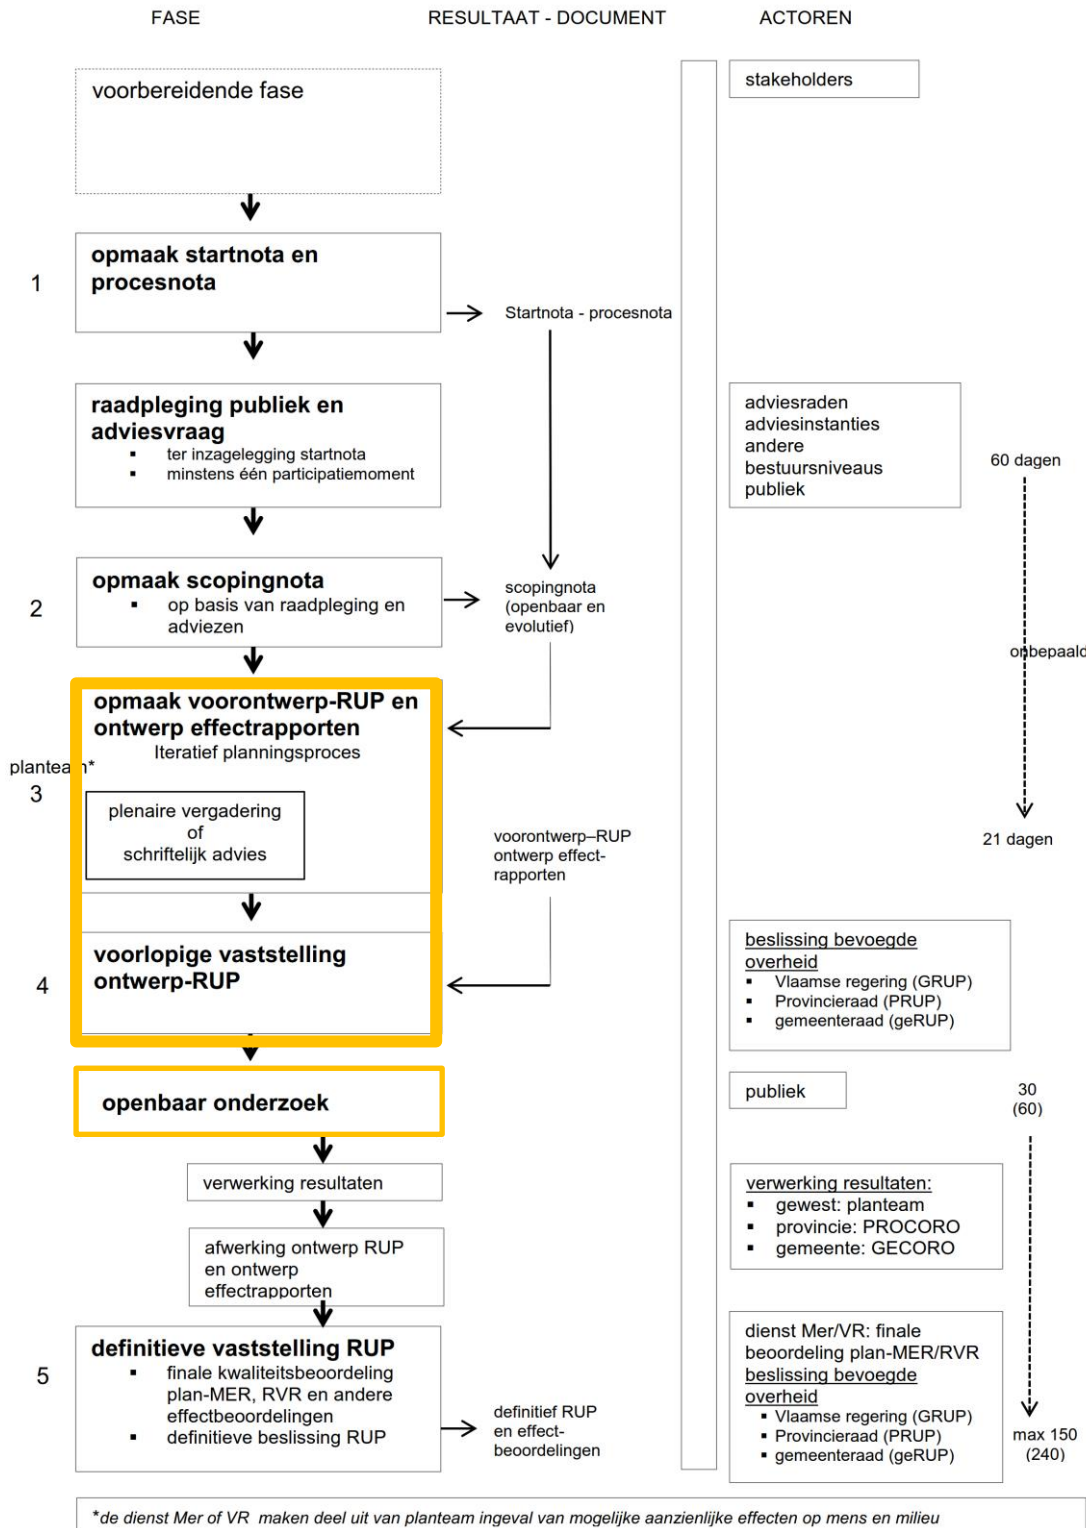 FASE
RESULTAAT - DOCUMENT
ACTOREN
voorbereidende fase
stakeholders
1
opmaak startnota en
procesnota
Startnota - procesnota
raadpleging publiek en
adviesvraag
▪ ter inzagelegging startnota
▪ minstens één participatiemoment
adviesraden
adviesinstanties
andere
bestuursniveaus
publiek
60 dagen
2
opmaak scopingnota
▪ op basis van raadpleging en
adviezen
scopingnota
(openbaar en
evolutief)
onbepaald
planteam*
3
opmaak voorontwerp-RUP en
ontwerp effectrapporten
Iteratief planningsproces
plenaire vergadering
of
schriftelijk advies
voorontwerp–RUP
ontwerp effect-
rapporten
21 dagen
4
voorlopige vaststelling
ontwerp-RUP
beslissing bevoegde
overheid
▪ Vlaamse regering (GRUP)
▪ Provincieraad (PRUP)
▪ gemeenteraad (geRUP)
openbaar onderzoek
publiek
30
(60)
verwerking resultaten
verwerking resultaten:
▪ gewest: planteam
▪ provincie: PROCORO
▪ gemeente: GECORO
afwerking ontwerp RUP
en ontwerp
effectrapporten
5
definitieve vaststelling RUP
▪ finale kwaliteitsbeoordeling
plan-MER, RVR en andere
effectbeoordelingen
▪ definitieve beslissing RUP
definitief RUP
en effect-
beoordelingen
dienst Mer/VR: finale
beoordeling plan-MER/RVR
beslissing bevoegde
overheid
▪ Vlaamse regering (GRUP)
▪ Provincieraad (PRUP)
▪ gemeenteraad (geRUP)
max 150
(240)
*de dienst Mer of VR maken deel uit van planteam ingeval van mogelijke aanzienlijke effecten op mens en milieu